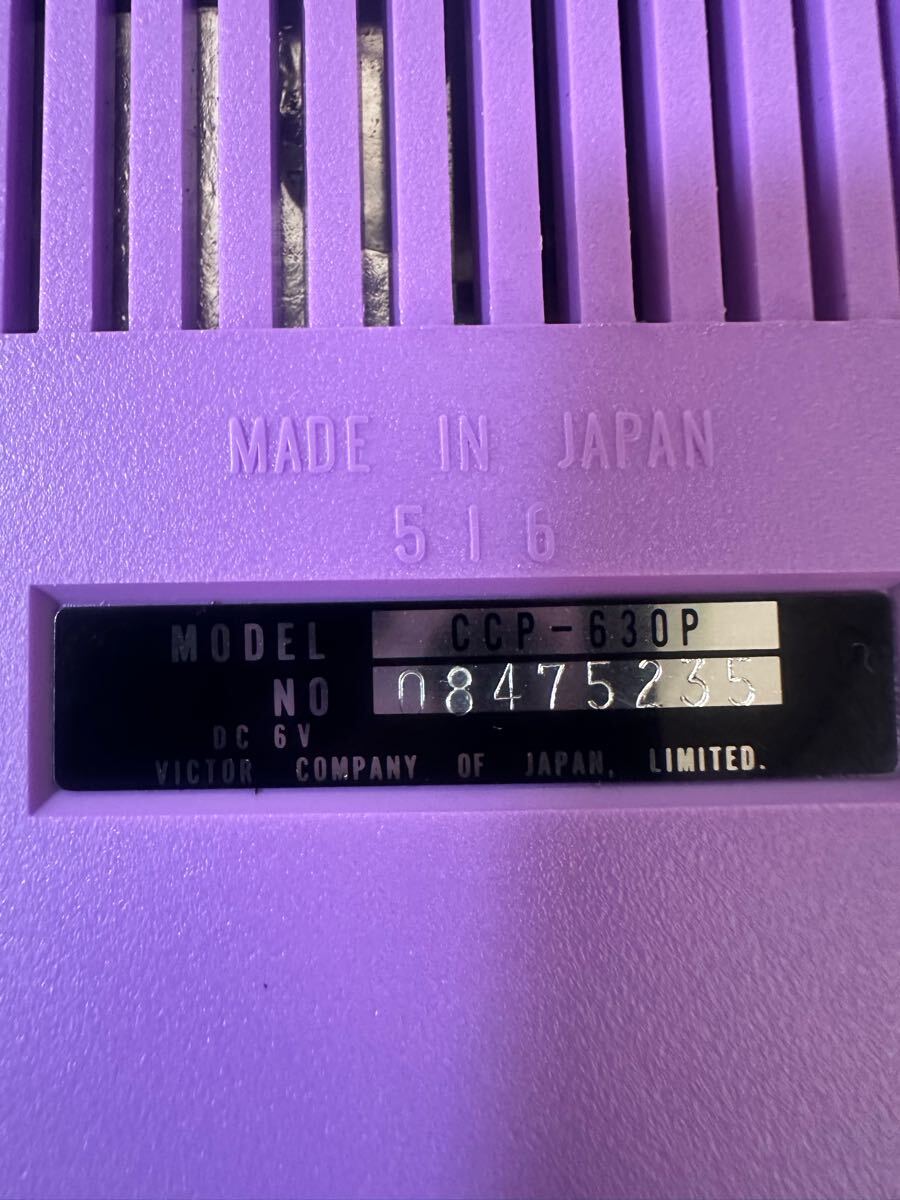 MADE IN JAPAN
516
MODEL CCP-630P
NO 08475235
DC 6V
VICTOR COMPANY OF JAPAN, LIMITED.